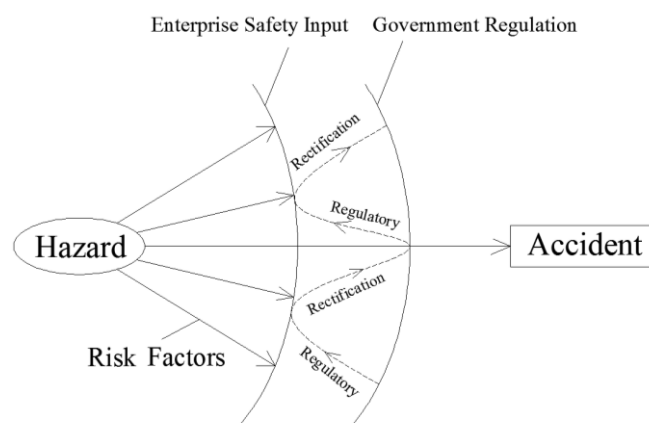 Enterprise Safety Input
Government Regulation
Rectification
Regulatory
Hazard
Accident
Rectification
Risk Factors
Regulatory